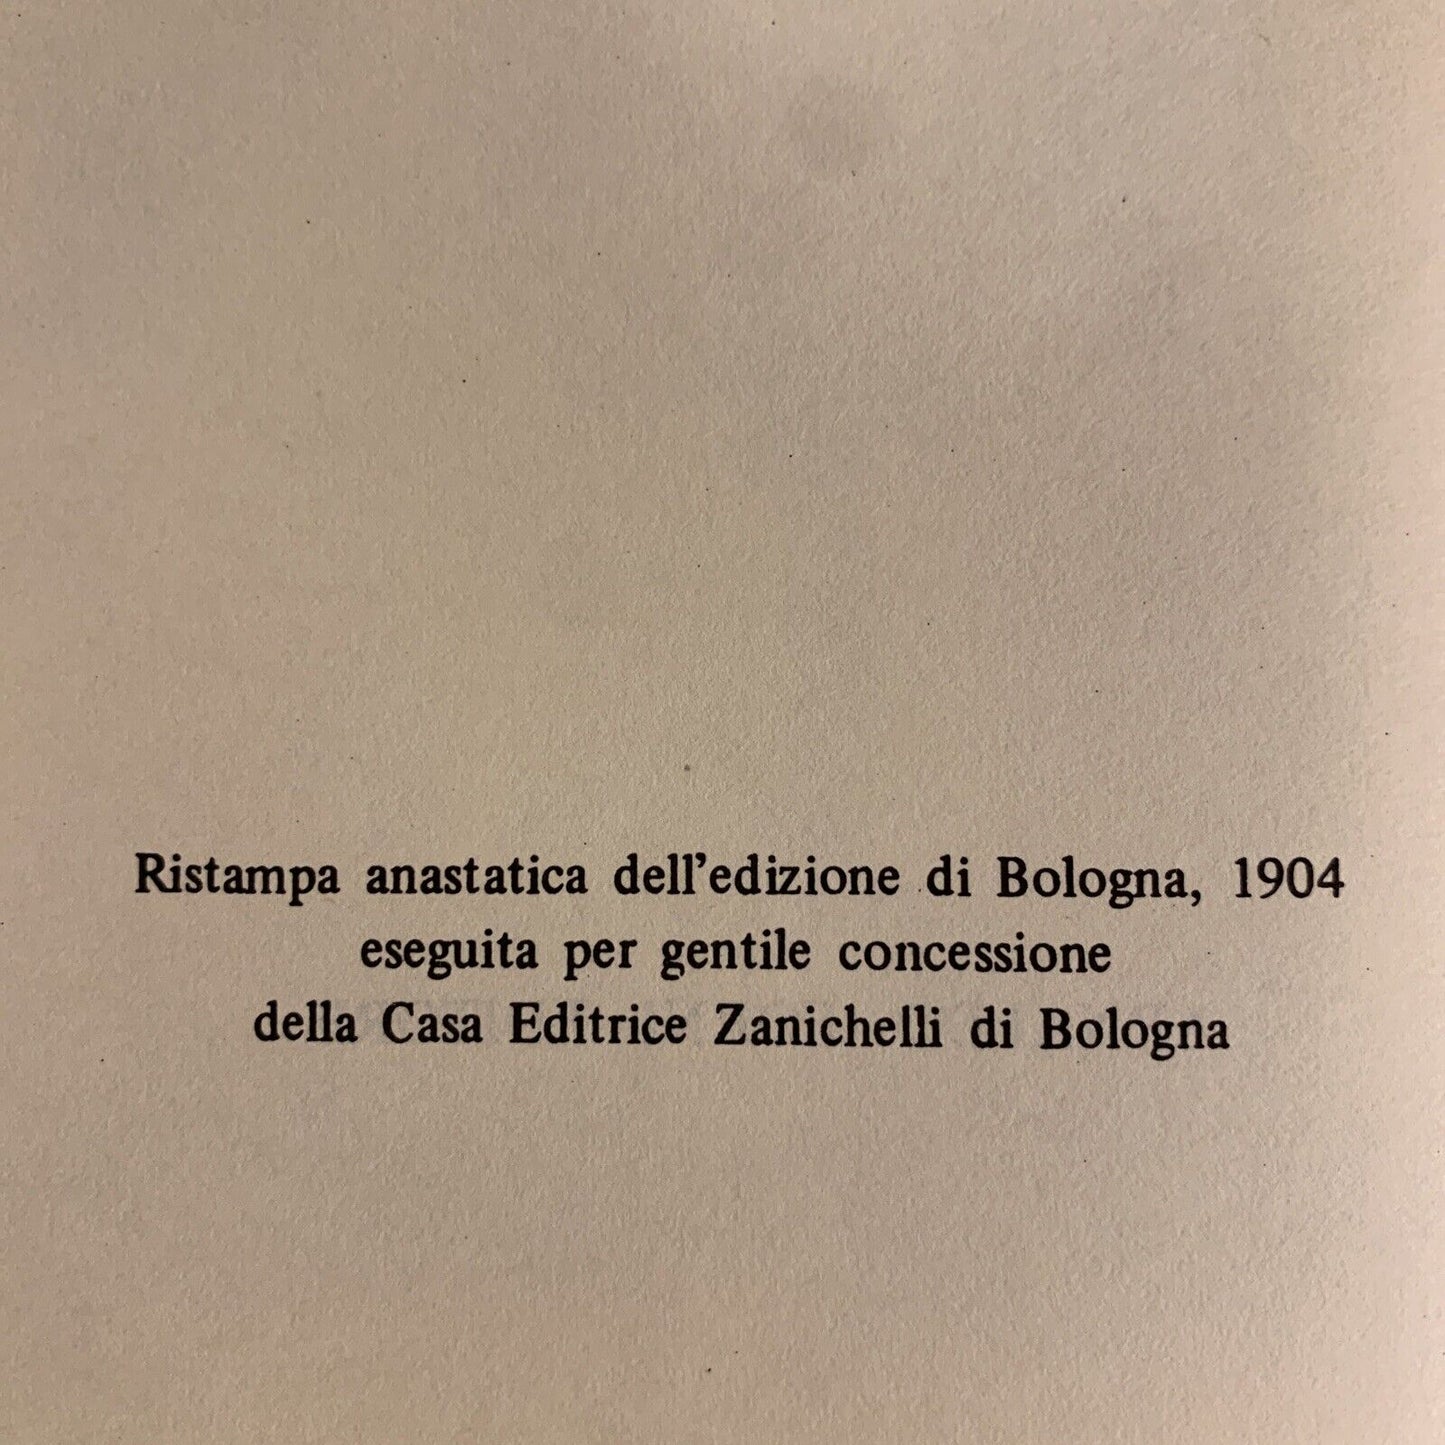 Ristampa anastatica dell’edizione di Bologna, 1904
eseguita per gentile concessione
della Casa Editrice Zanichelli di Bologna